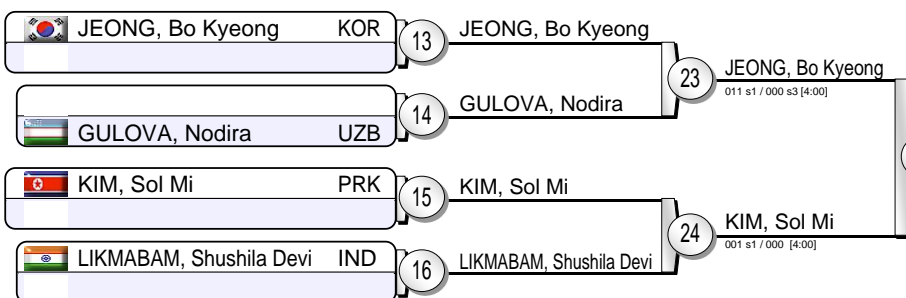 JEONG, Bo Kyeong KOR
13
JEONG, Bo Kyeong
23
JEONG, Bo Kyeong
011 s1 / 000 s3 [4:00]
GULOVA, Nodira UZB
14
GULOVA, Nodira
KIM, Sol Mi PRK
15
KIM, Sol Mi
24
KIM, Sol Mi
001 s1 / 000 [4:00]
LIKMABAM, Shushila Devi IND
16
LIKMABAM, Shushila Devi